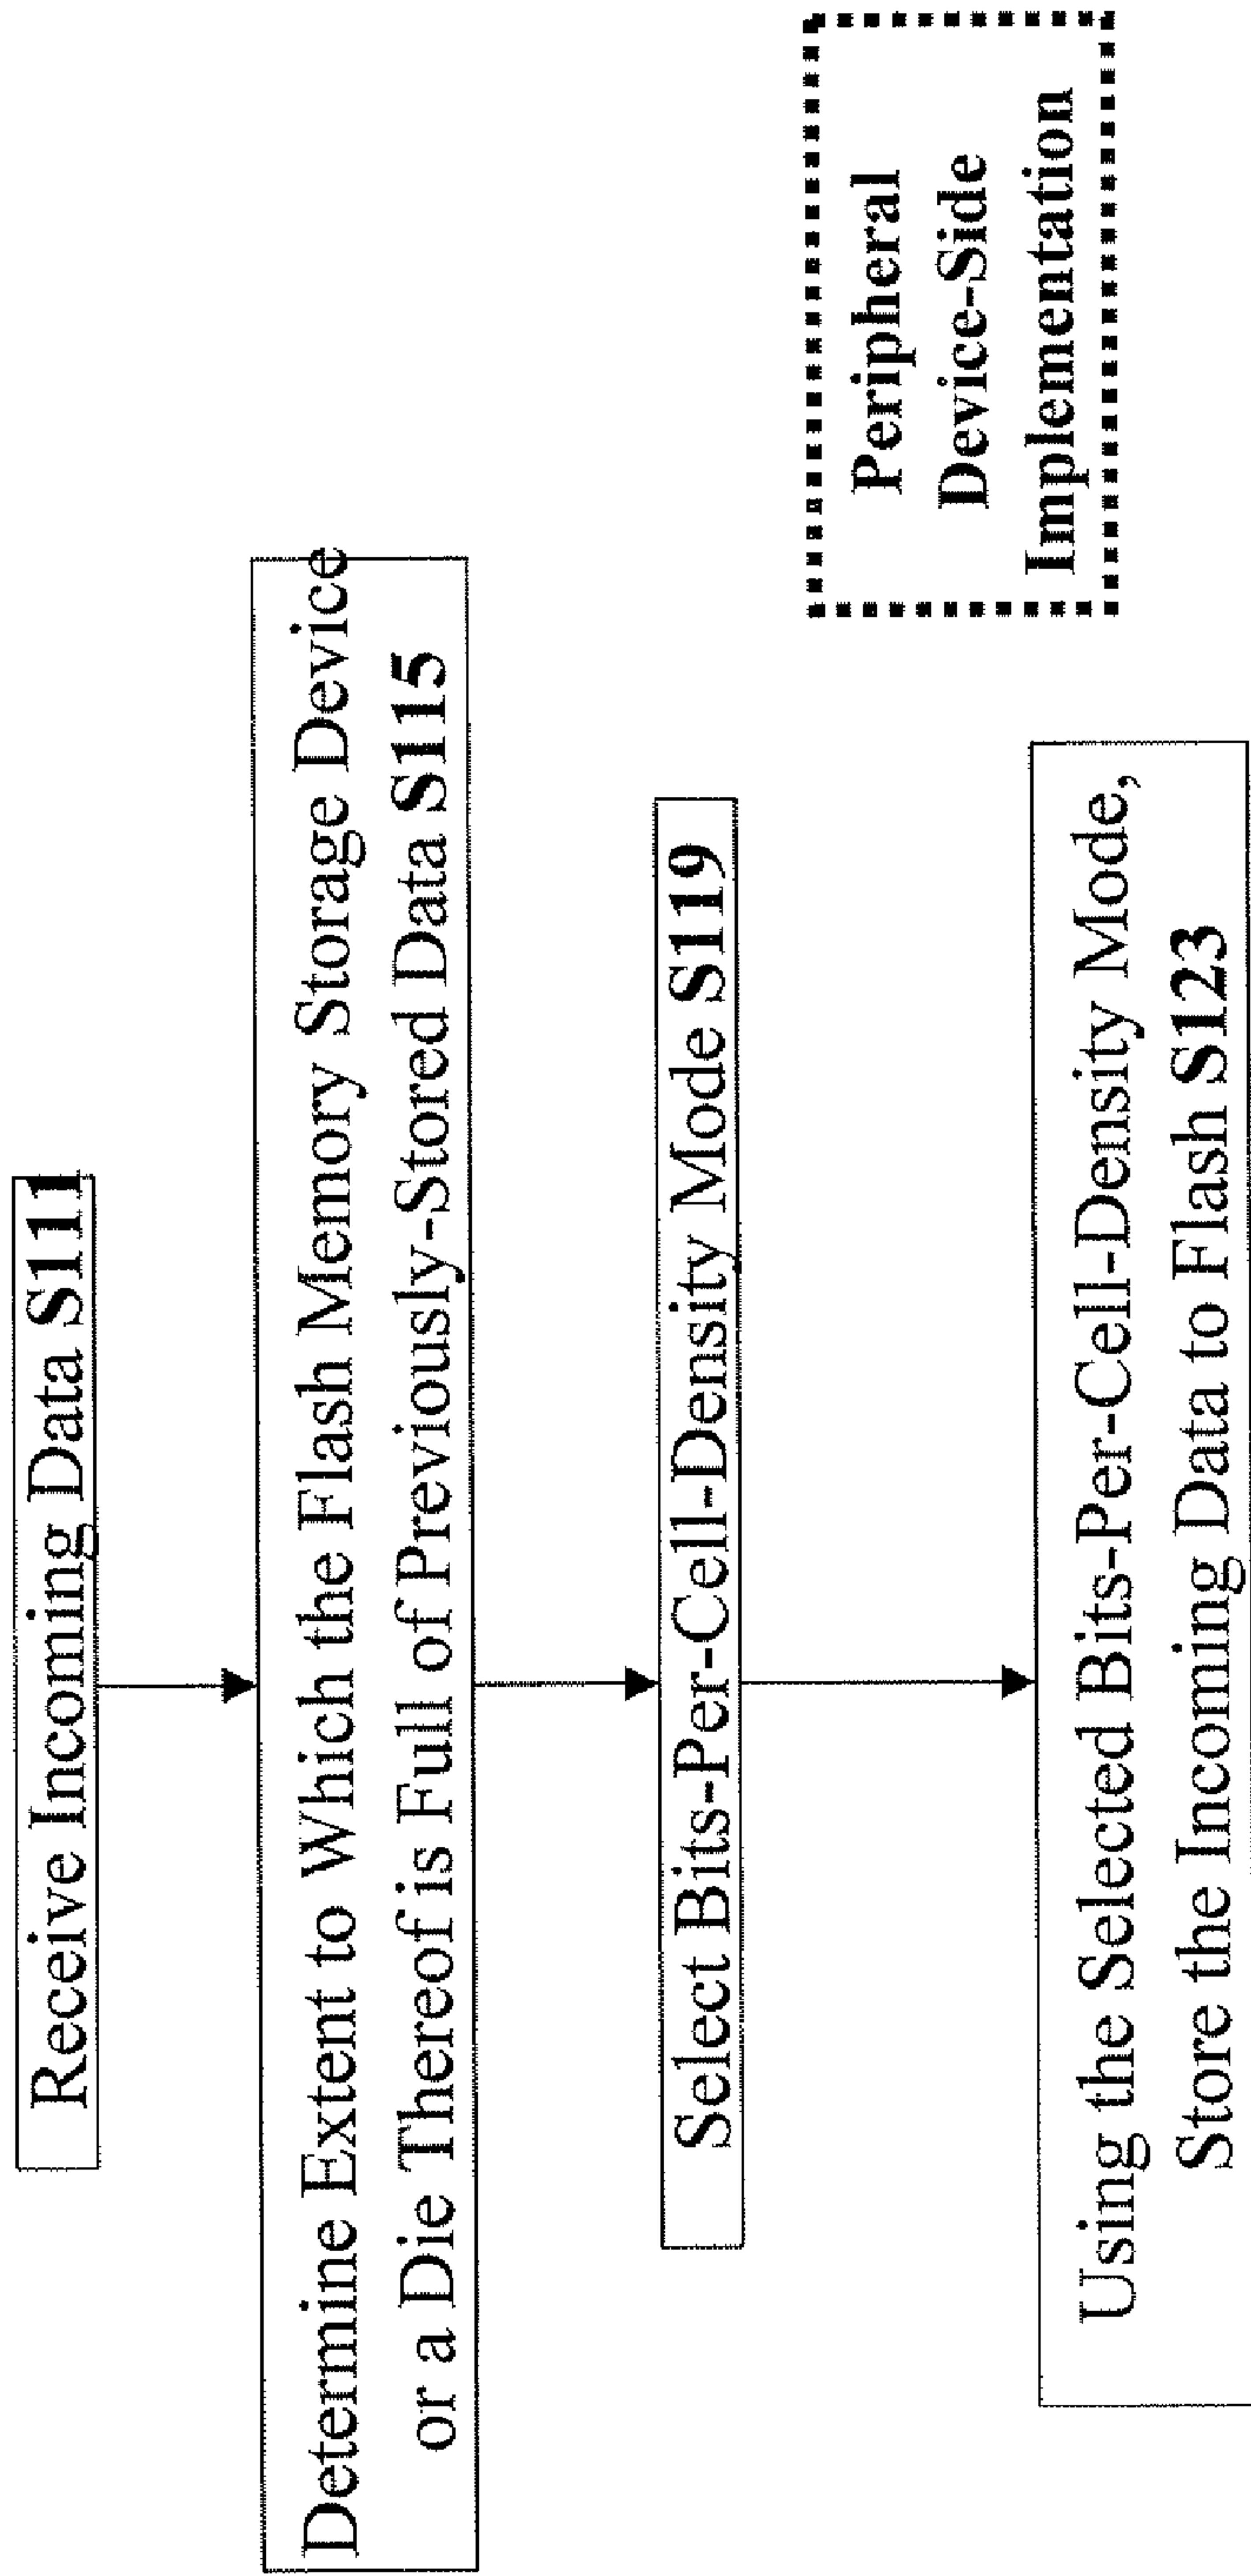 Receive Incoming Data S111
Determine Extent to Which the Flash Memory Storage Device
or a Die Thereof is Full of Previously-Stored Data S115
Select Bits-Per-Cell-Density Mode S119
Using the Selected Bits-Per-Cell-Density Mode,
Store the Incoming Data to Flash S123
Peripheral
Device-Side
Implementation